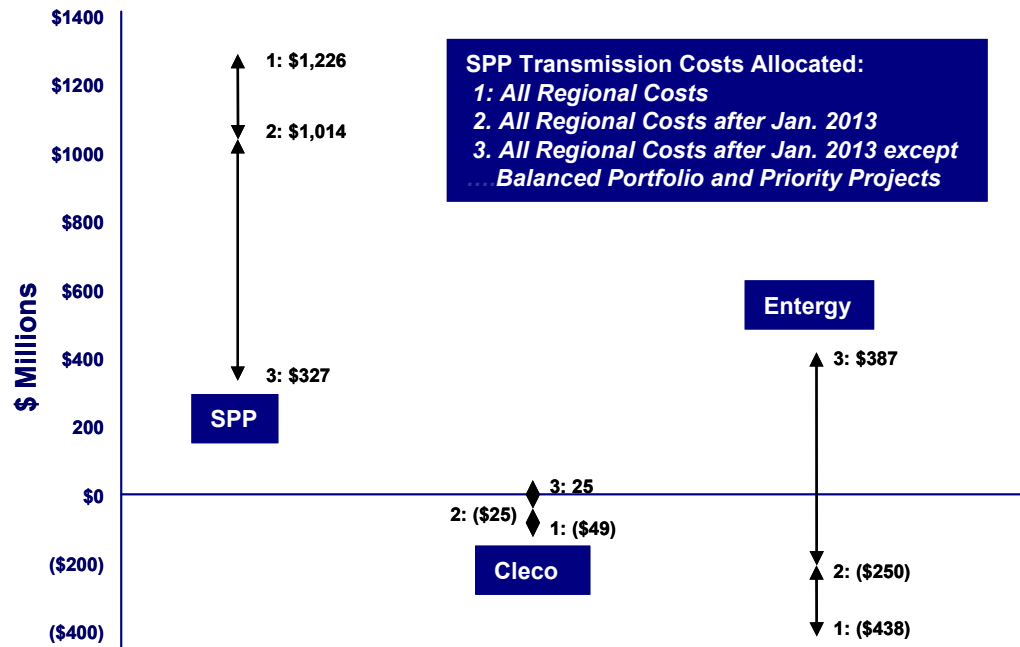 $1400
$1200
$1000
$800
$600
$400
200
$0
($200)
($400)
$ Millions
1: $1,226
2: $1,014
3: $327
SPP
SPP Transmission Costs Allocated:
1: All Regional Costs
2. All Regional Costs after Jan. 2013
3. All Regional Costs after Jan. 2013 except
....Balanced Portfolio and Priority Projects
3: 25
2: ($25)
1: ($49)
Cleco
Entergy
3: $387
2: ($250)
1: ($438)